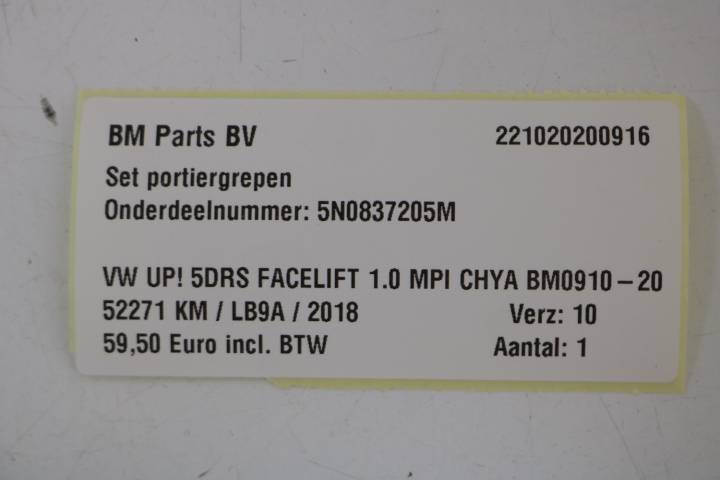 BM Parts BV 221020200916
Set portiergrepen
Onderdeelnummer: 5N0837205M
VW UP! 5DRS FACELIFT 1.0 MPI CHYA BM0910-20
52271 KM / LB9A / 2018 Verz: 10
59,50 Euro incl. BTW Aantal: 1